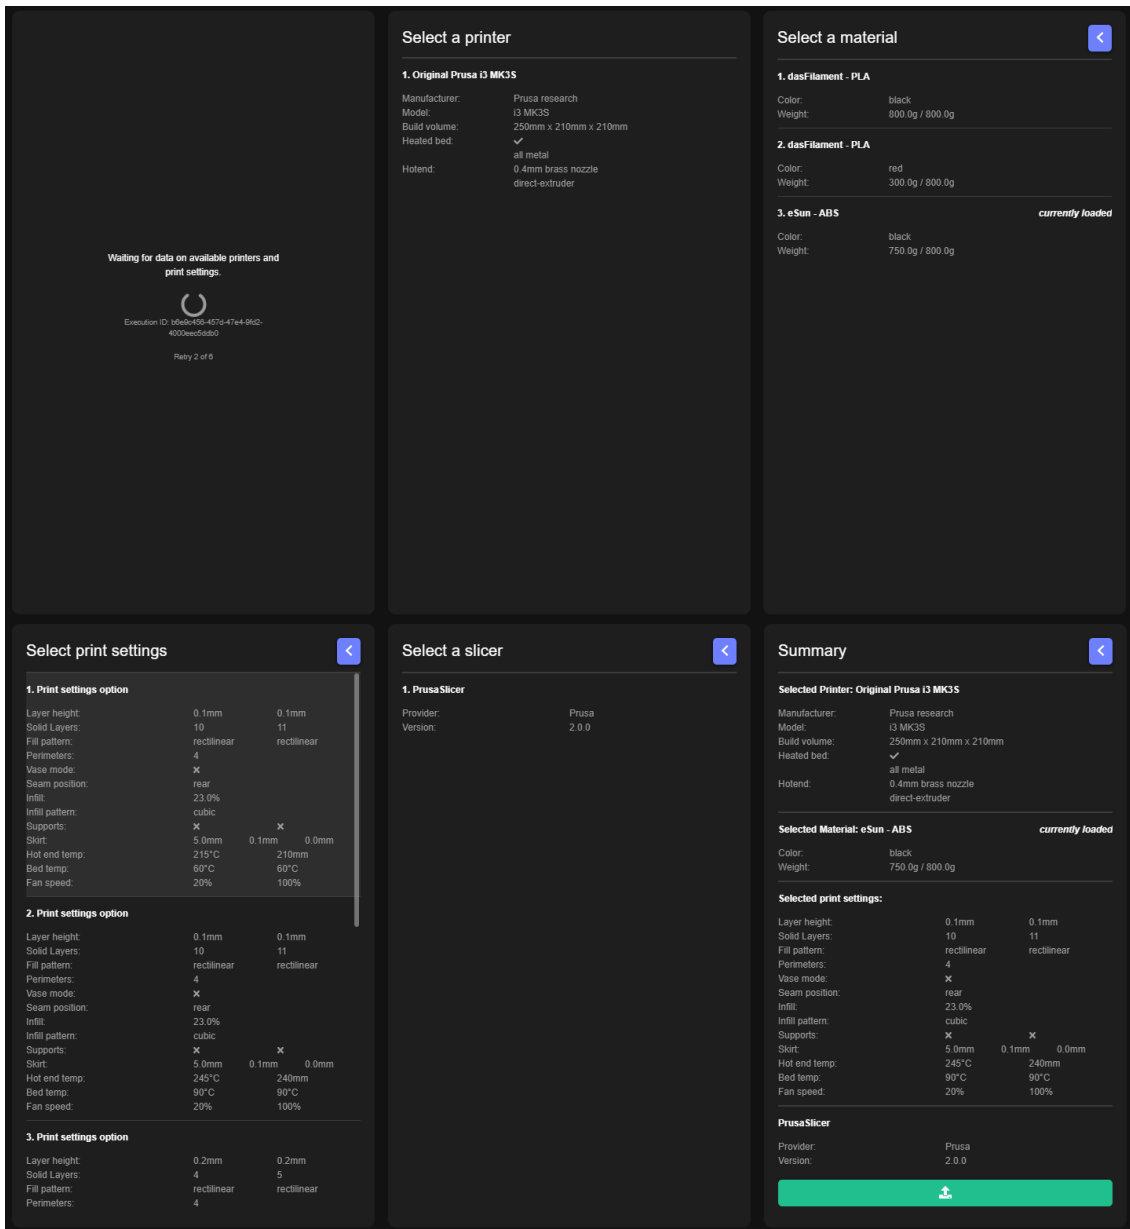 Waiting for data on available printers and
print settings.
Execution ID: b6e9c456-457d-47e4-9fd2-
4000eec5ddb0
Retry 2 of 6
Select a printer
1. Original Prusa i3 MK3S
Manufacturer: Prusa research
Model: i3 MK3S
Build volume: 250mm x 210mm x 210mm
Heated bed:
all metal
Hotend: 0.4mm brass nozzle
direct-extruder
Select a material
1. dasFilament - PLA
Color: black
Weight: 800.0g / 800.0g
2. dasFilament - PLA
Color: red
Weight: 300.0g / 800.0g
3. eSun - ABS currently loaded
Color: black
Weight: 750.0g / 800.0g
Select print settings
1. Print settings option
Layer height: 0.1mm 0.1mm
Solid Layers: 10 11
Fill pattern: rectilinear rectilinear
Perimeters: 4
Vase mode:
Seam position: rear
Infill: 23.0%
Infill pattern: cubic
Supports:
Skirt: 5.0mm 0.1mm 0.0mm
Hot end temp: 215°C 210mm
Bed temp: 60°C 60°C
Fan speed: 20% 100%
2. Print settings option
Layer height: 0.1mm 0.1mm
Solid Layers: 10 11
Fill pattern: rectilinear rectilinear
Perimeters: 4
Vase mode:
Seam position: rear
Infill: 23.0%
Infill pattern: cubic
Supports:
Skirt: 5.0mm 0.1mm 0.0mm
Hot end temp: 245°C 240mm
Bed temp: 90°C 90°C
Fan speed: 20% 100%
3. Print settings option
Layer height: 0.2mm 0.2mm
Solid Layers: 4 5
Fill pattern: rectilinear rectilinear
Perimeters: 4
Select a slicer
1. PrusaSlicer
Provider: Prusa
Version: 2.0.0
Summary
Selected Printer: Original Prusa i3 MK3S
Manufacturer: Prusa research
Model: i3 MK3S
Build volume: 250mm x 210mm x 210mm
Heated bed:
all metal
Hotend: 0.4mm brass nozzle
direct-extruder
Selected Material: eSun - ABS currently loaded
Color: black
Weight: 750.0g / 800.0g
Selected print settings:
Layer height: 0.1mm 0.1mm
Solid Layers: 10 11
Fill pattern: rectilinear rectilinear
Perimeters: 4
Vase mode:
Seam position: rear
Infill: 23.0%
Infill pattern: cubic
Supports:
Skirt: 5.0mm 0.1mm 0.0mm
Hot end temp: 245°C 240mm
Bed temp: 90°C 90°C
Fan speed: 20% 100%
PrusaSlicer
Provider: Prusa
Version: 2.0.0